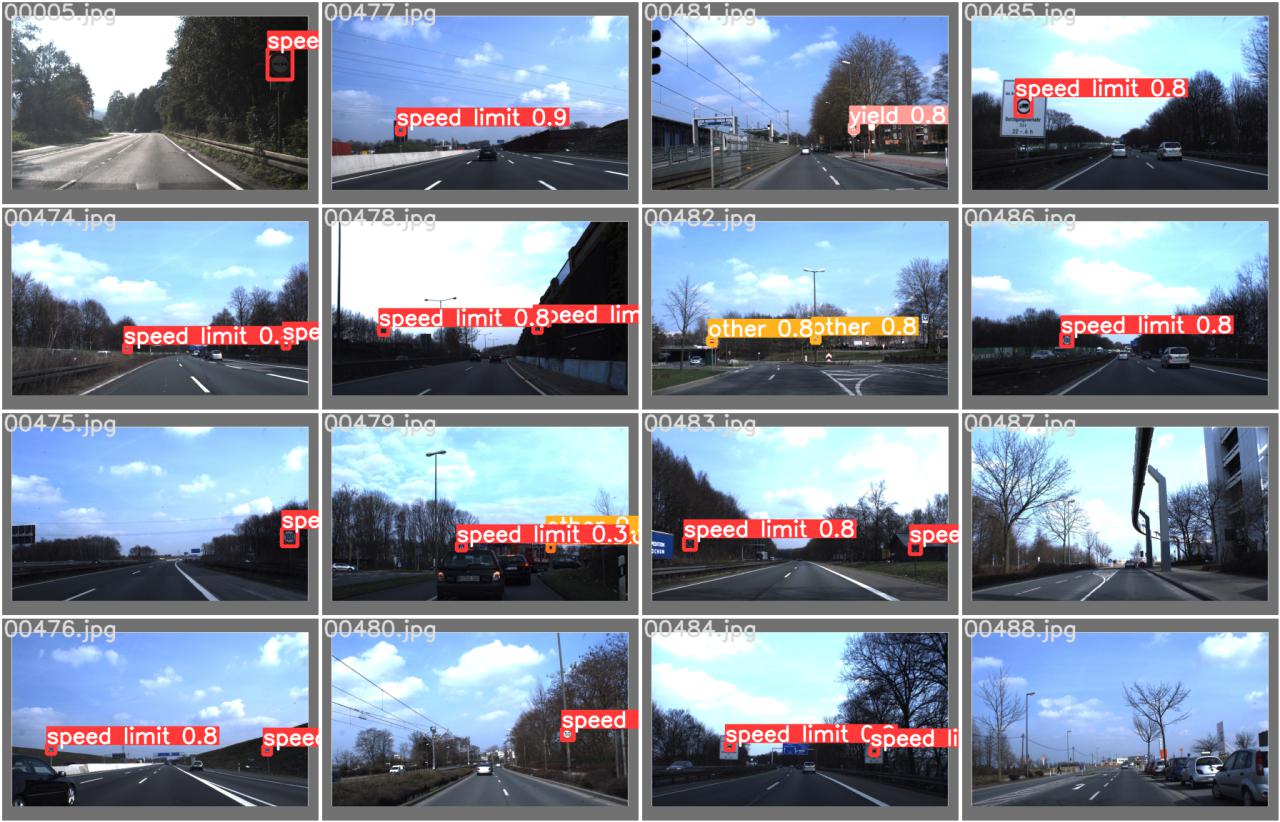 00005.jpg
spee
00477.jpg
speed limit 0.9
00481.jpg
yield 0.8
00485.jpg
speed limit 0.8
22-6 h
00474.jpg
speed limit 0.
spe
00478.jpg
speed limit 0.8
speed lim
00482.jpg
other 0.8
other 0.8
00486.jpg
speed limit 0.8
00475.jpg
spe
00479.jpg
speed limit 0.3
other 0.
00483.jpg
speed limit 0.8
spee
00487.jpg
00476.jpg
speed limit 0.8
speed
00480.jpg
speed
00484.jpg
speed limit 0.
speed li
00488.jpg